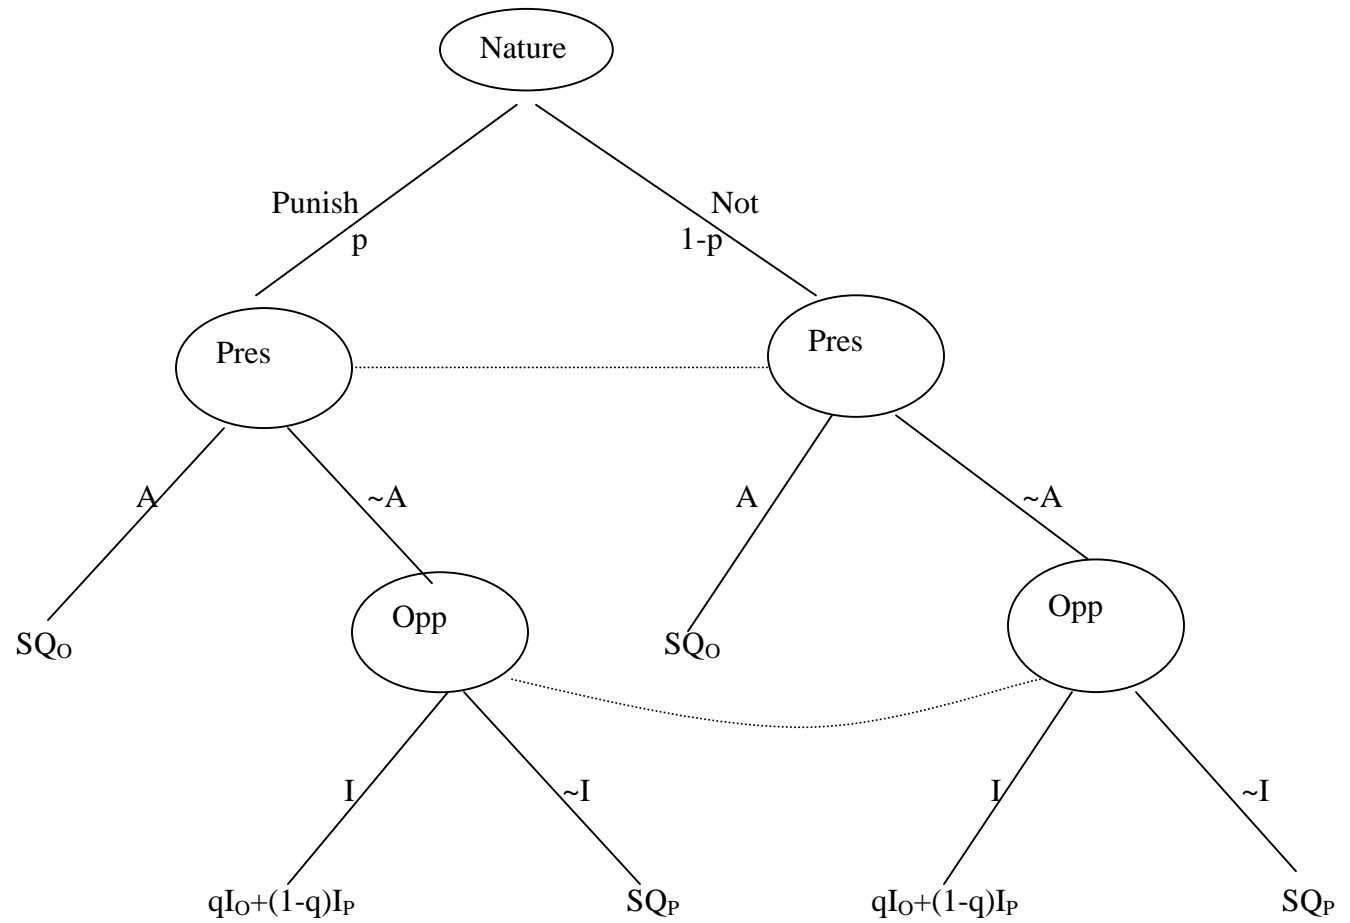 Nature
Punish Not
p 1-p
Pres Pres
A ~A A ~A
Opp Opp
SQO SQO
I ~I I ~I
qIO+(1-q)IP SQP qIO+(1-q)IP SQP